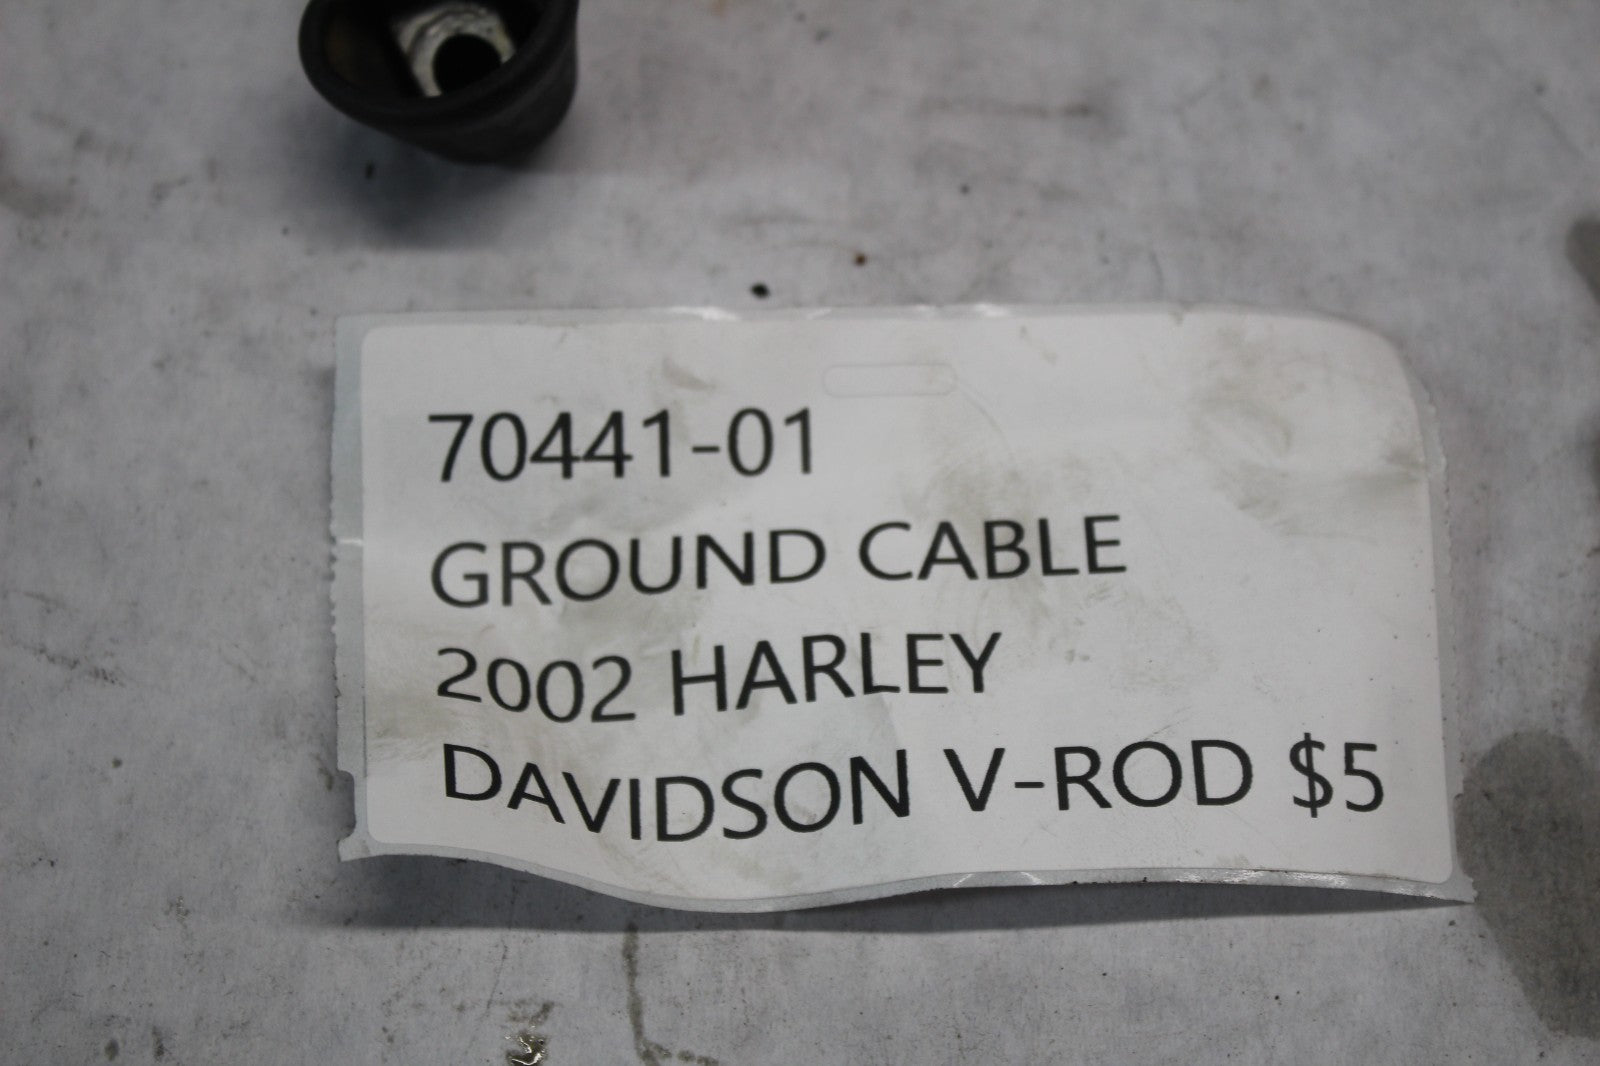 70441-01
GROUND CABLE
2002 HARLEY
DAVIDSON V-ROD $5